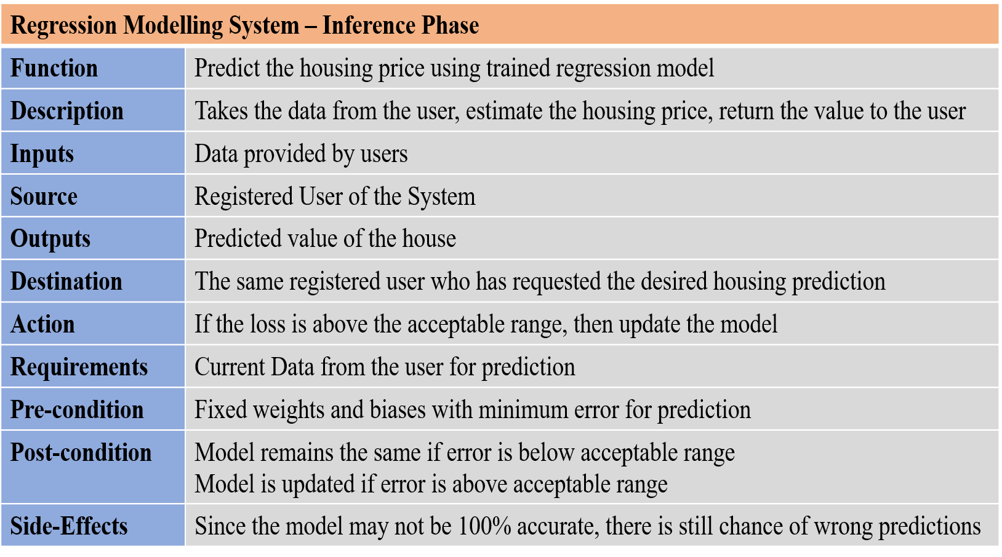 Regression Modelling System – Inference Phase
Function Predict the housing price using trained regression model
Description Takes the data from the user, estimate the housing price, return the value to the user
Inputs Data provided by users
Source Registered User of the System
Outputs Predicted value of the house
Destination The same registered user who has requested the desired housing prediction
Action If the loss is above the acceptable range, then update the model
Requirements Current Data from the user for prediction
Pre-condition Fixed weights and biases with minimum error for prediction
Post-condition Model remains the same if error is below acceptable range
Model is updated if error is above acceptable range
Side-Effects Since the model may not be 100% accurate, there is still chance of wrong predictions